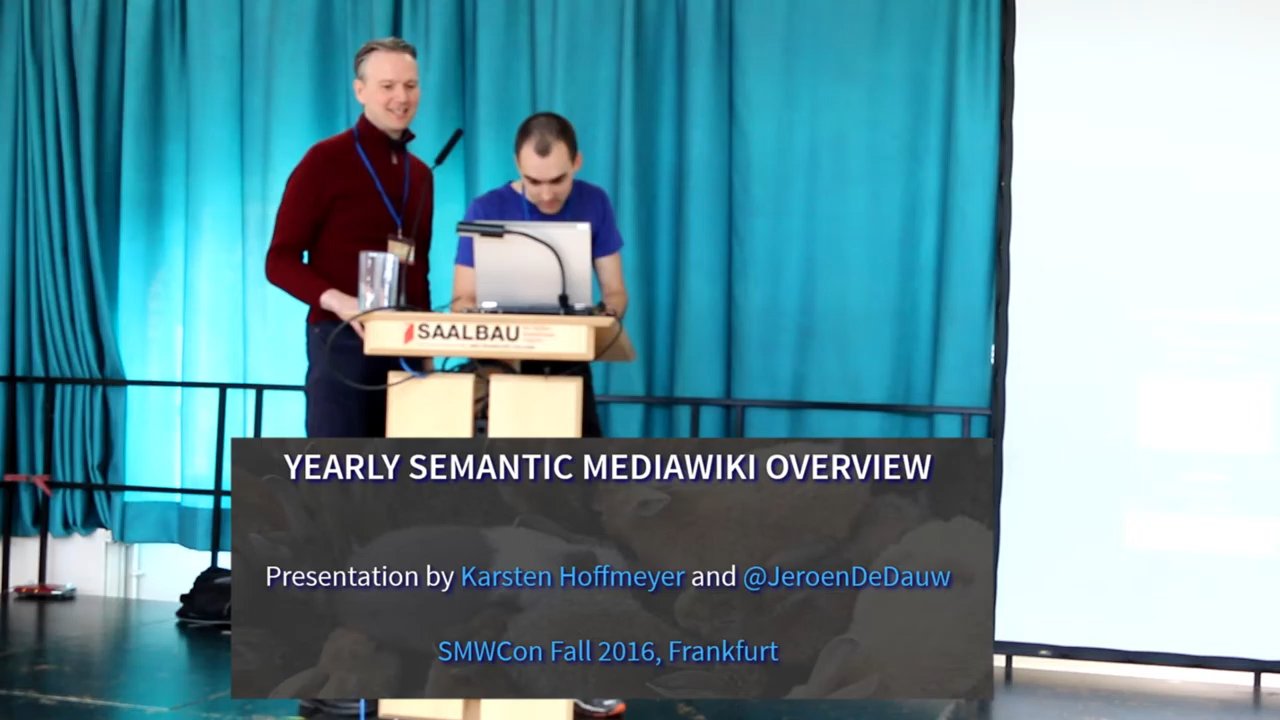 SAALBAU
YEARLY SEMANTIC MEDIAWIKI OVERVIEW
Presentation by Karsten Hoffmeyer and @JeroenDeDauw
SMWCon Fall 2016, Frankfurt